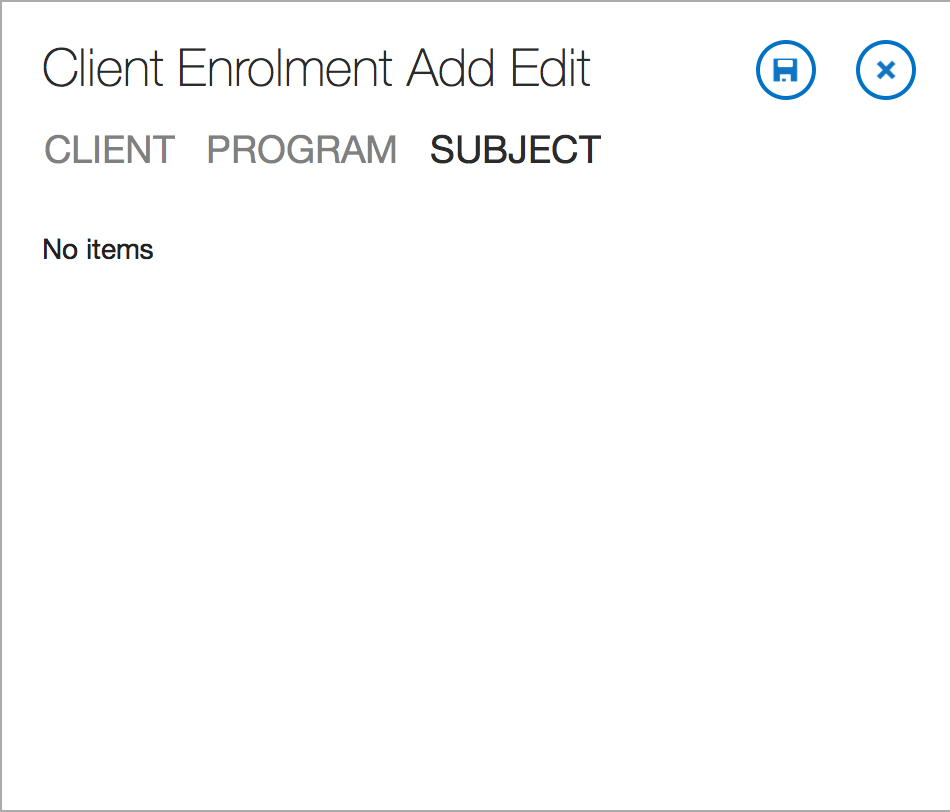 Client Enrolment Add Edit
CLIENT PROGRAM SUBJECT
No items